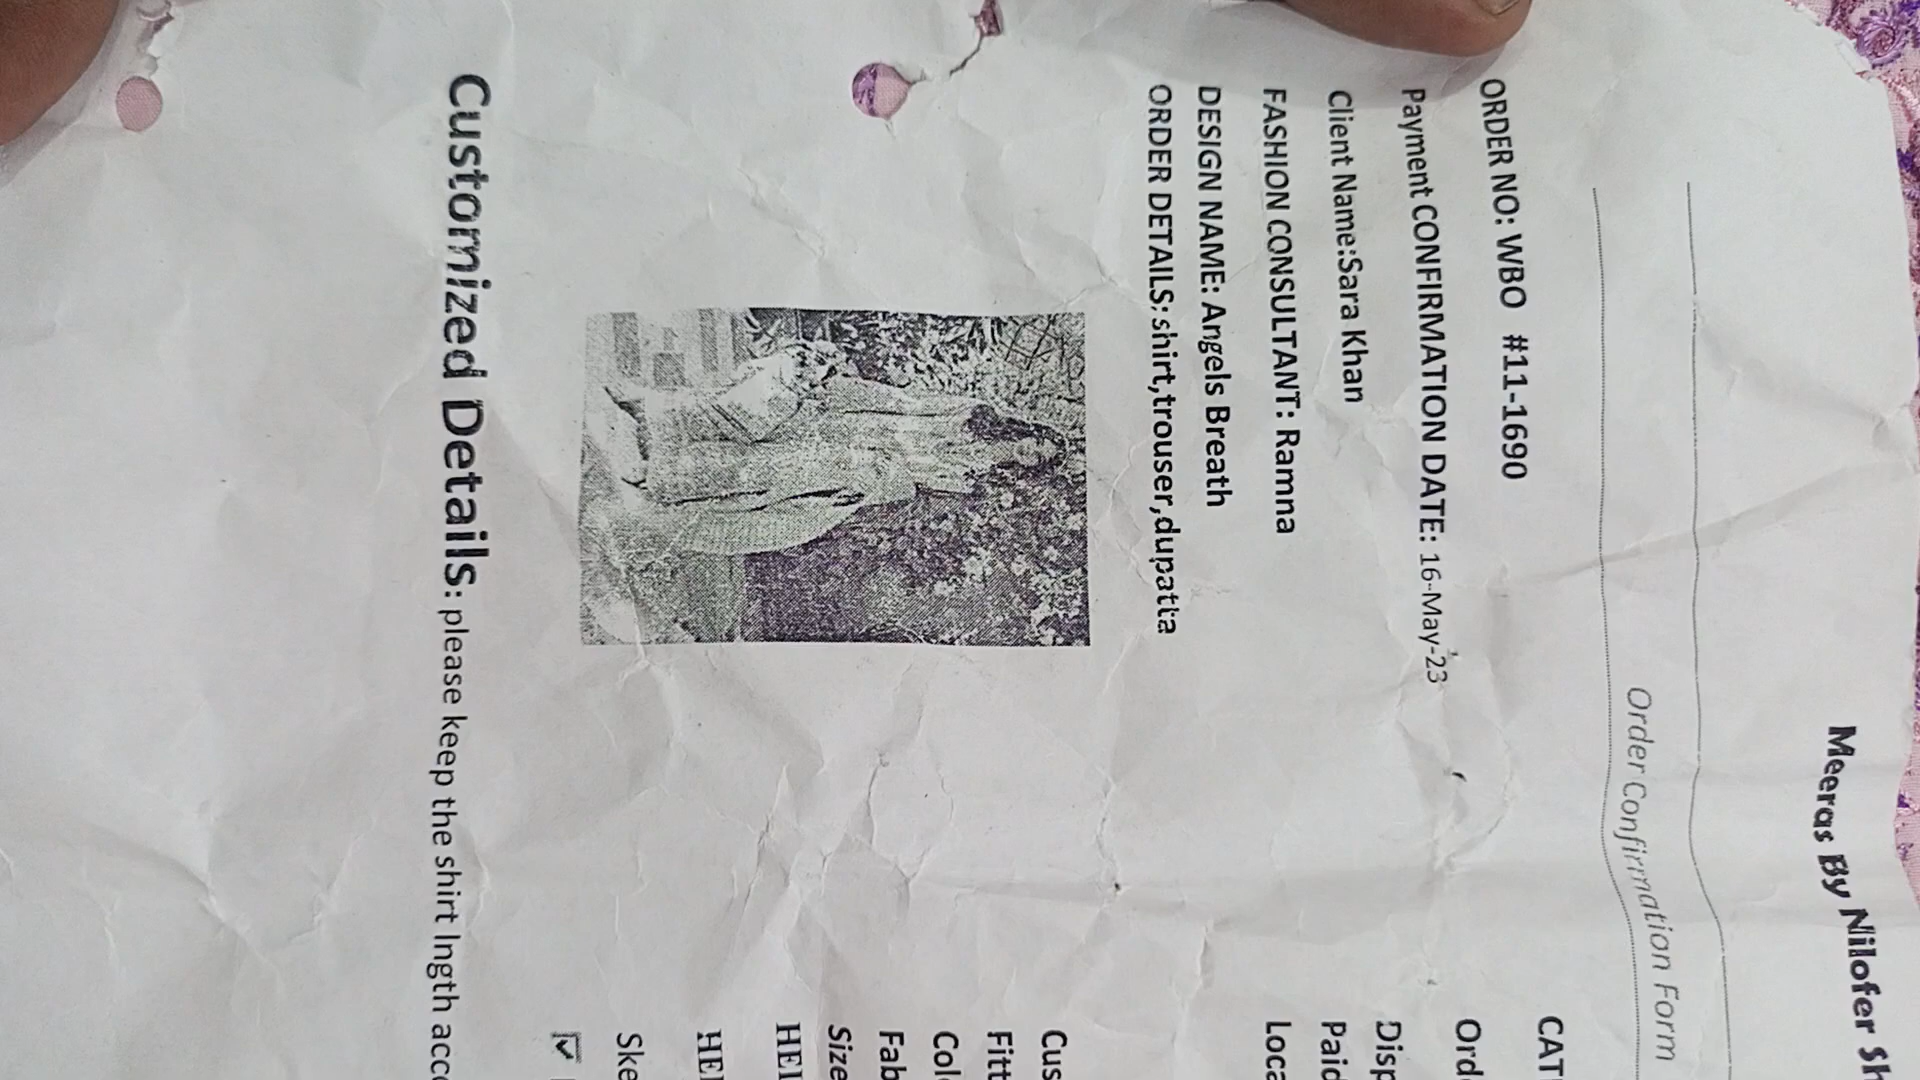 Meeras By Nilofer Sh
Order Confirmation Form
ORDER NO: WBO #11-1690
CAT
Payment CONFIRMATION DATE: 16-May-23
Ord
Client Name:Sara Khan
Disp
FASHION CONSULTANT: Ramna
Paid
DESIGN NAME: Angels Breath
Loca
ORDER DETAILS: shirt,trouser,dupatta
Cus
Fitt
Col
Fab
Size
HEI
HEI
Ske
Customized Details: please keep the shirt lngth acc